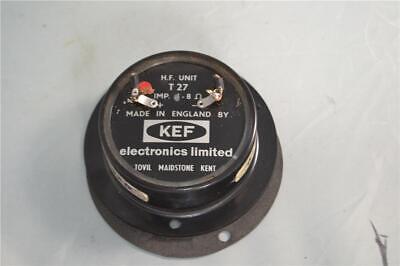 H.F. UNIT
T 27
IMP. - 8 Ω
+
MADE IN ENGLAND BY
KEF
electronics limited
TOVIL MAIDSTONE KENT